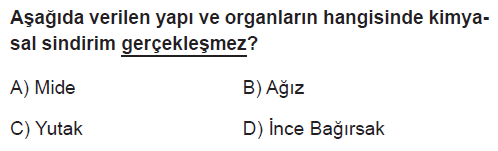 Aşağıda verilen yapı ve organların hangisinde kimya-
sal sindirim gerçekleşmez?
A) Mide B) Ağız
C) Yutak D) İnce Bağırsak